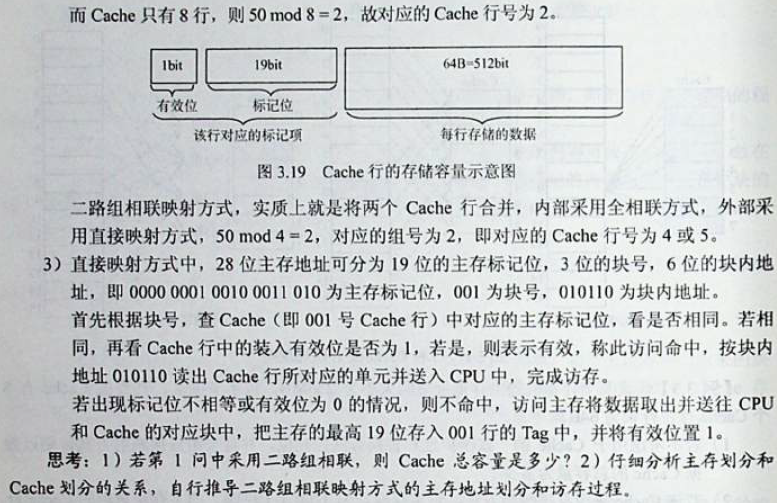 而 Cache 只有 8 行，则 50 mod 8 = 2，故对应的 Cache 行号为 2。
1bit
19bit
64B=512bit
有效位
标记位
该行对应的标记项
每行存储的数据
图 3.19 Cache 行的存储容量示意图
二路组相联映射方式，实质上就是将两个 Cache 行合并，内部采用全相联方式，外部采
用直接映射方式，50 mod 4 = 2，对应的组号为 2，即对应的 Cache 行号为 4 或 5。
3）直接映射方式中，28 位主存地址可分为 19 位的主存标记位，3 位的块号，6 位的块内地
址，即 0000 0001 0010 0011 010 为主存标记位，001 为块号，010110 为块内地址。
首先根据块号，查 Cache（即 001 号 Cache 行）中对应的主存标记位，看是否相同。若相
同，再看 Cache 行中的装入有效位是否为 1，若是，则表示有效，称此访问命中，按块内
地址 010110 读出 Cache 行所对应的单元并送入 CPU 中，完成访存。
若出现标记位不相等或有效位为 0 的情况，则不命中，访问主存将数据取出并送往 CPU
和 Cache 的对应块中，把主存的最高 19 位存入 001 行的 Tag 中，并将有效位置 1。
思考：1）若第 1 问中采用二路组相联，则 Cache 总容量是多少？2）仔细分析主存划分和
Cache 划分的关系，自行推导二路组相联映射方式的主存地址划分和访存过程。